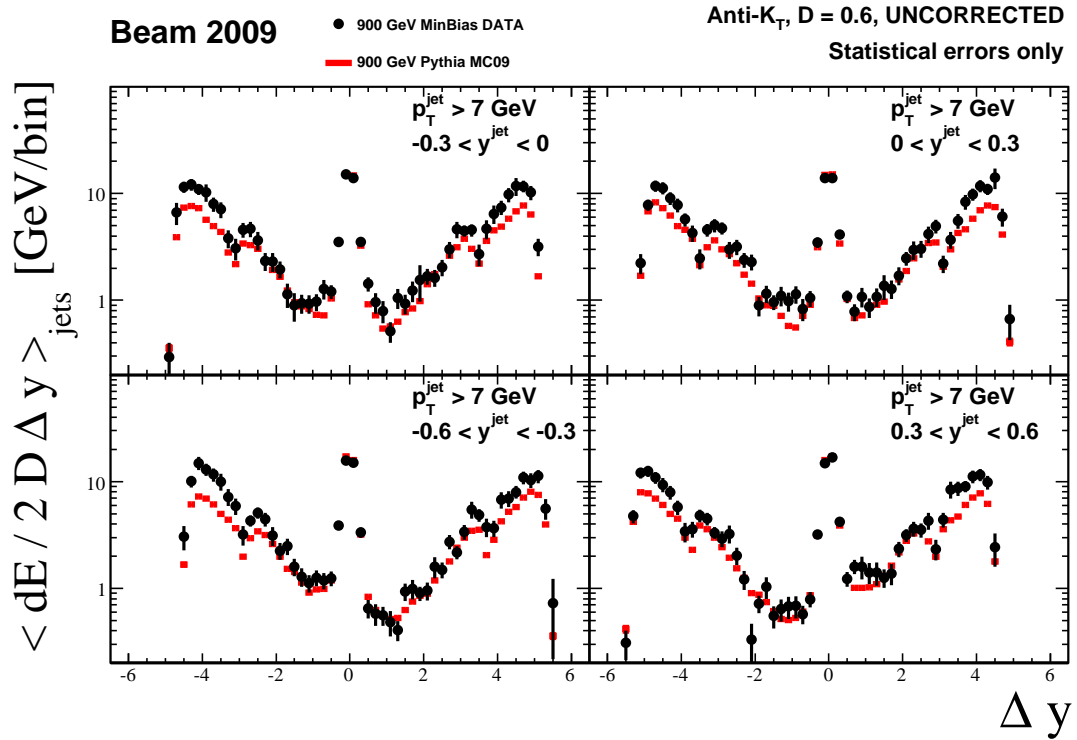 Beam 2009
900 GeV MinBias DATA
900 GeV Pythia MC09
Anti-K_T, D = 0.6, UNCORRECTED
Statistical errors only
< dE / 2 D Δ y >_jets [GeV/bin]
p_T^jet > 7 GeV
-0.3 < y^jet < 0
p_T^jet > 7 GeV
0 < y^jet < 0.3
10
1
p_T^jet > 7 GeV
-0.6 < y^jet < -0.3
p_T^jet > 7 GeV
0.3 < y^jet < 0.6
10
1
-6 -4 -2 0 2 4 6 -6 -4 -2 0 2 4 6
Δ y